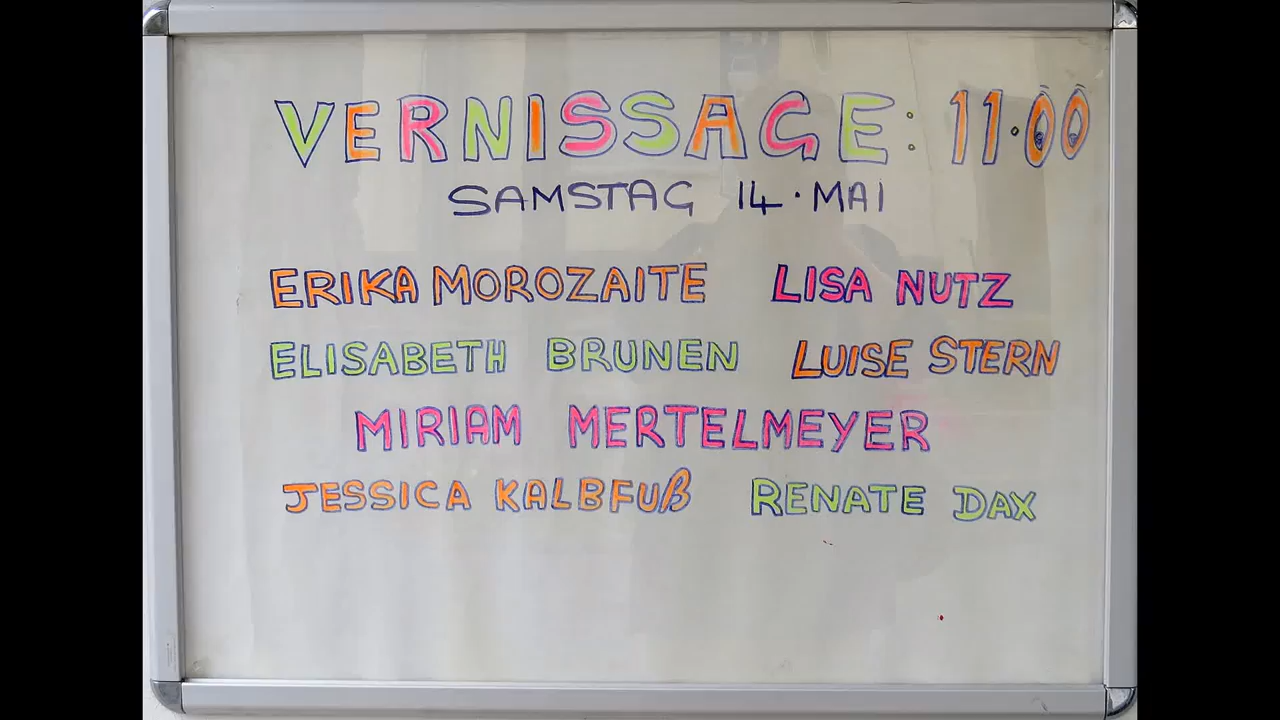 VERNISSAGE: 11.00
SAMSTAG 14. MAI
ERIKA MOROZAITE LISA NUTZ
ELISABETH BRUNEN LUISE STERN
MIRIAM MERTELMEYER
JESSICA KALBFUß RENATE DAX